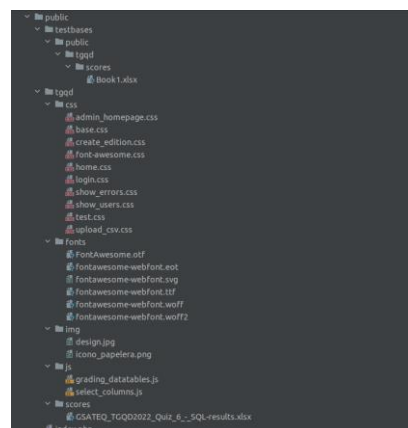 public
testbases
public
tgqd
scores
Book1.xlsx
tgqd
css
admin_homepage.css
base.css
create_edition.css
font-awesome.css
home.css
login.css
show_errors.css
show_users.css
test.css
upload_csv.css
fonts
FontAwesome.otf
fontawesome-webfont.eot
fontawesome-webfont.svg
fontawesome-webfont.ttf
fontawesome-webfont.woff
fontawesome-webfont.woff2
img
design.jpg
icono_papelera.png
js
grading_datatables.js
select_columns.js
scores
GSATEQ_TGQD2022_Quiz_6_-_SQL-results.xlsx